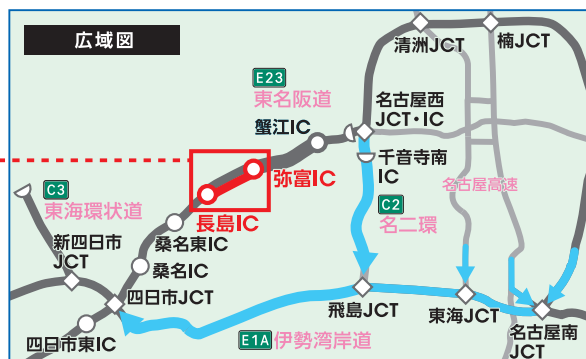 広域図
清洲JCT
楠JCT
E23
東名阪道
名古屋西
JCT・IC
蟹江IC
千音寺南
IC
弥富IC
名古屋高速
C3
東海環状道
長島IC
C2
名二環
桑名東IC
新四日市
JCT
桑名IC
四日市JCT
飛島JCT
東海JCT
名古屋南
JCT
四日市東IC
E1A
伊勢湾岸道